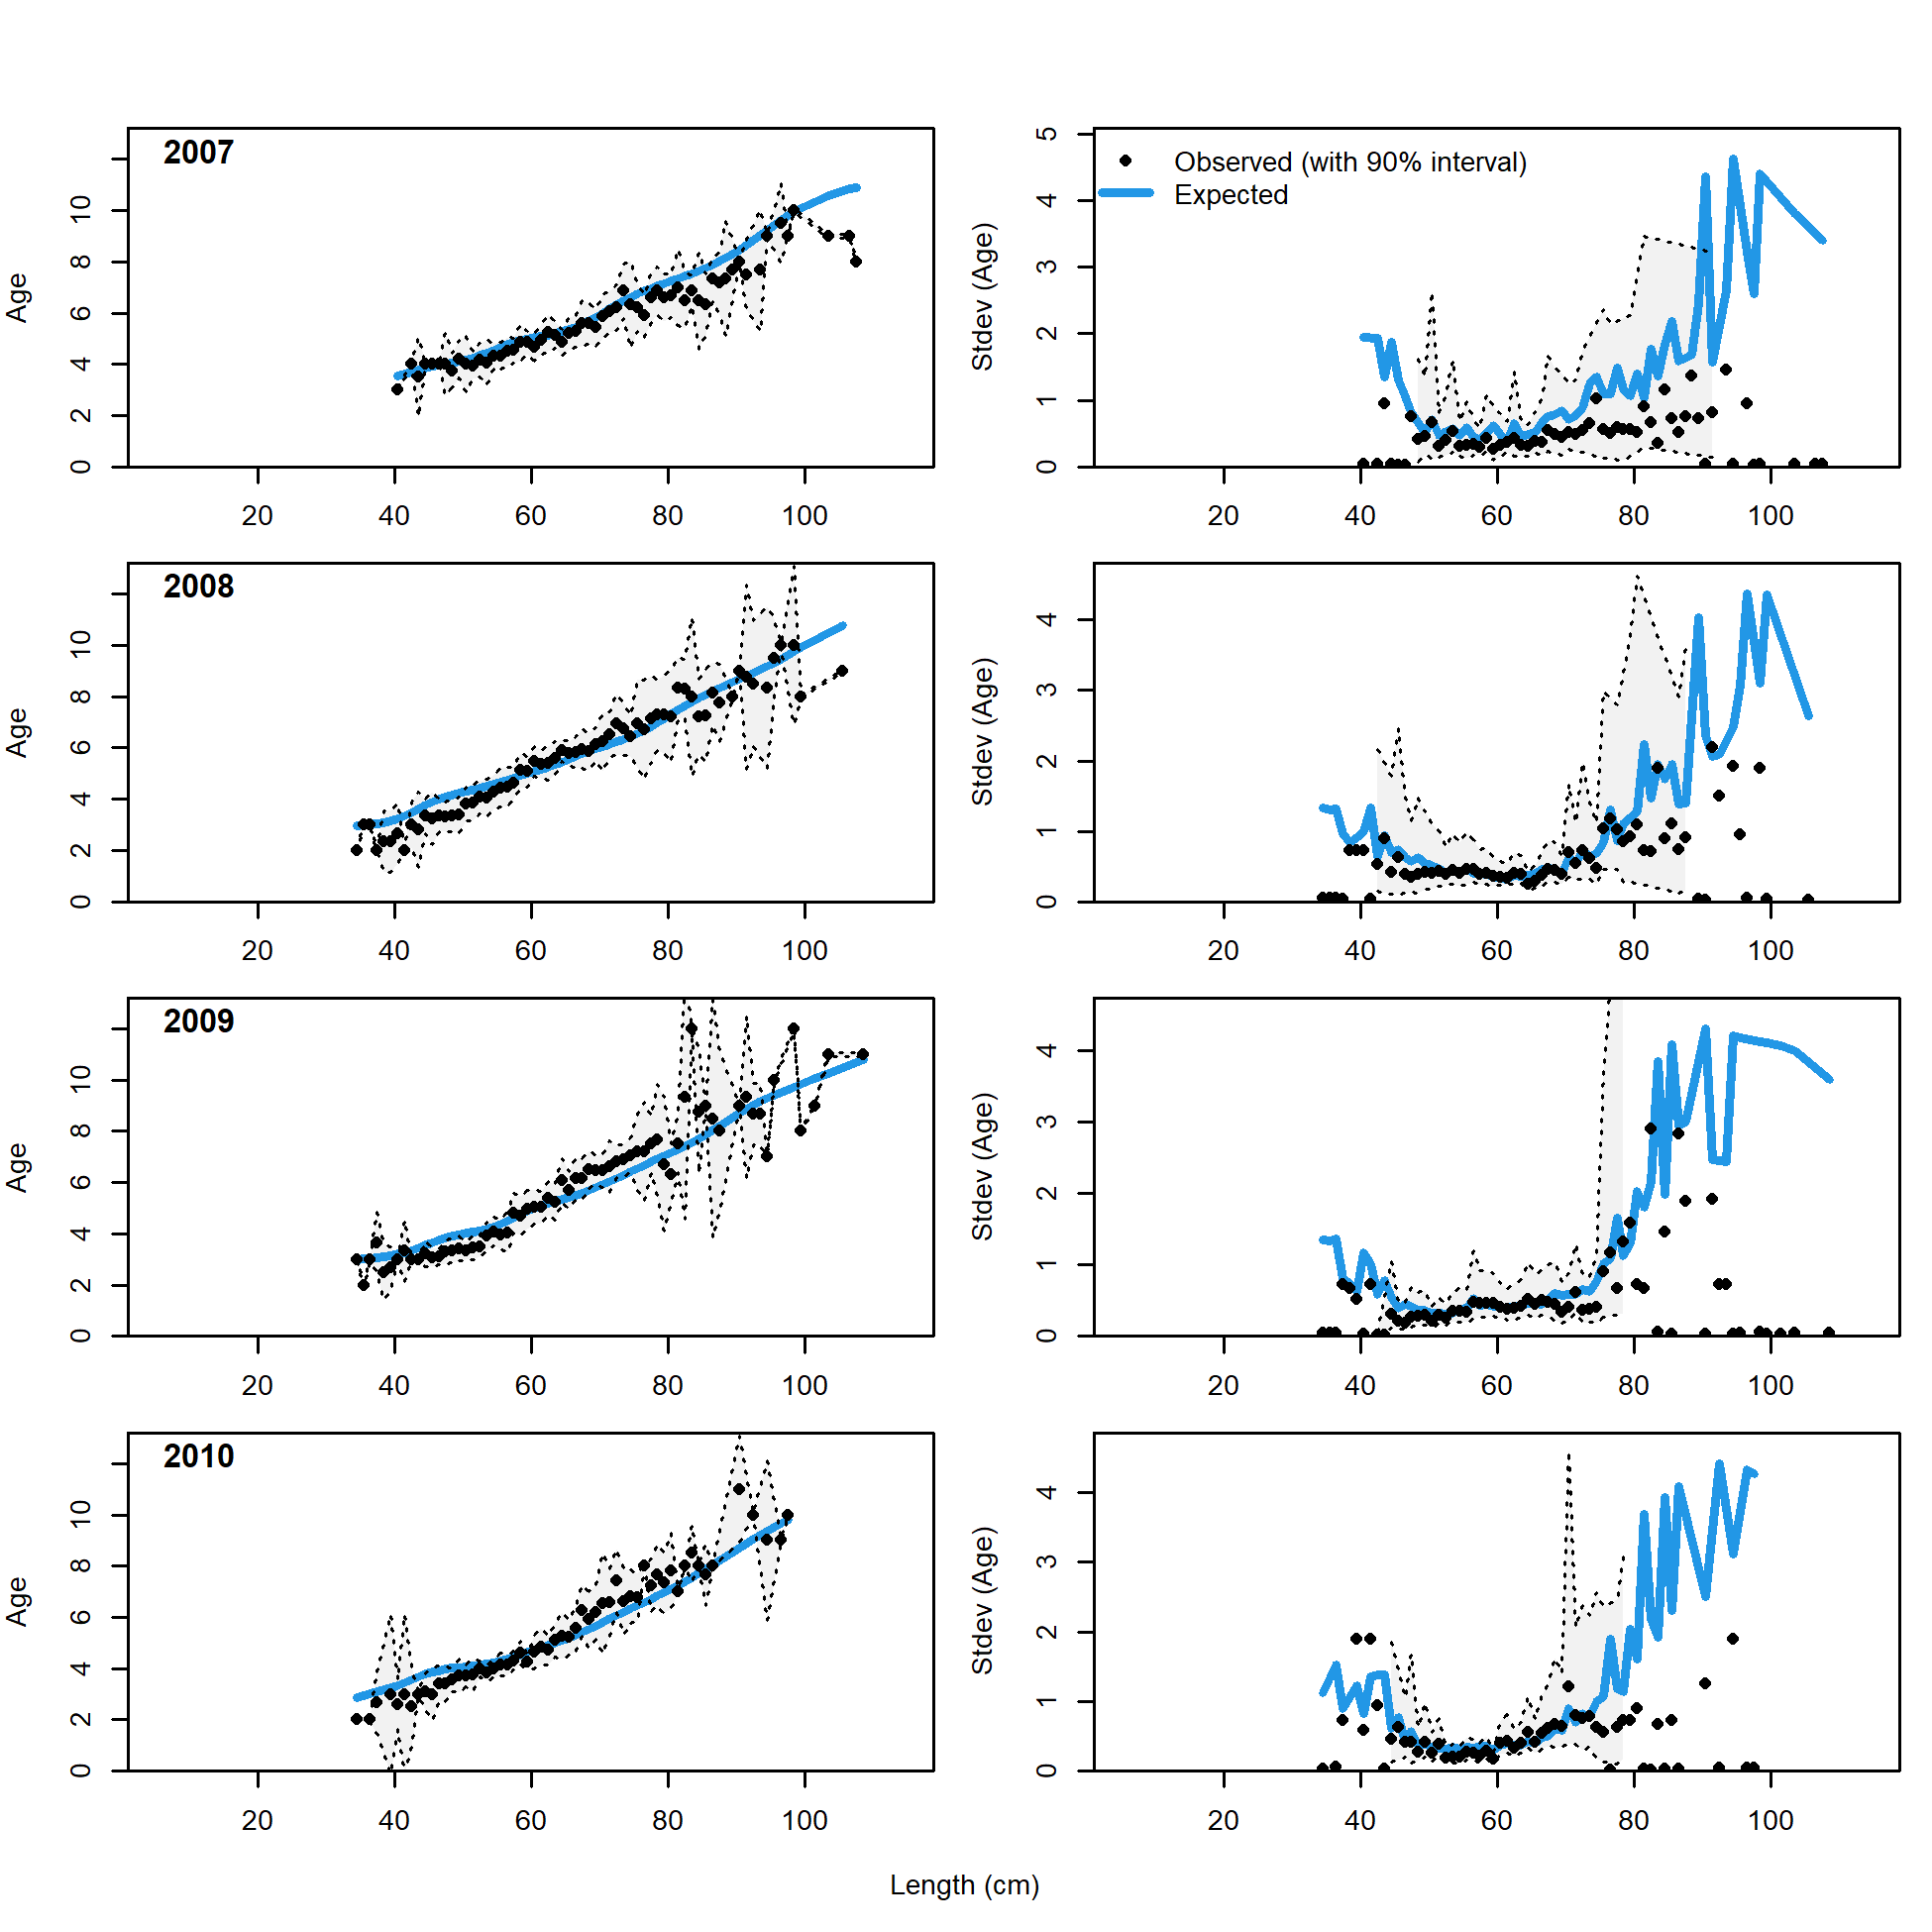 2007
Age
0 2 4 6 8 10
20 40 60 80 100
Observed (with 90% interval)
Expected
Stdev (Age)
0 1 2 3 4 5
20 40 60 80 100
2008
Age
0 2 4 6 8 10
20 40 60 80 100
Stdev (Age)
0 1 2 3 4
20 40 60 80 100
2009
Age
0 2 4 6 8 10
20 40 60 80 100
Stdev (Age)
0 1 2 3 4
20 40 60 80 100
2010
Age
0 2 4 6 8 10
20 40 60 80 100
Stdev (Age)
0 1 2 3 4
20 40 60 80 100
Length (cm)